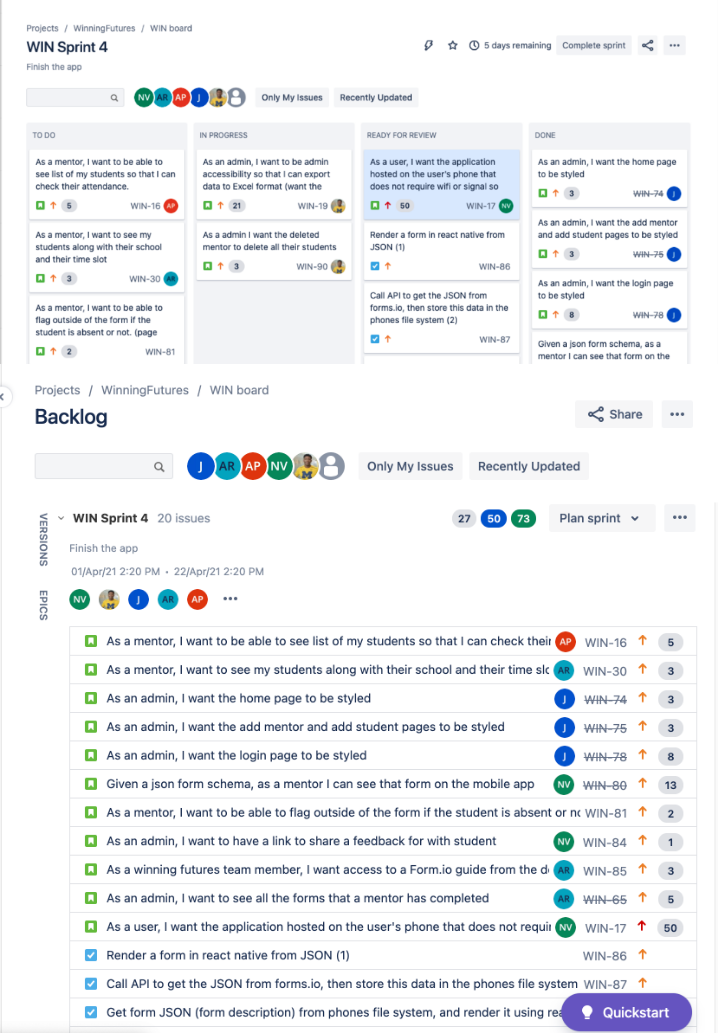 Projects / WinningFutures / WIN board
WIN Sprint 4
5 days remaining Complete sprint
Finish the app
NV AR AP J Only My Issues Recently Updated
TO DO
As a mentor, I want to be able to
see list of my students so that I can
check their attendance.
5 WIN-16 AP
As a mentor, I want to see my
students along with their school
and their time slot
3 WIN-30 AR
As a mentor, I want to be able to
flag outside of the form if the
student is absent or not. (page
2 WIN-81
IN PROGRESS
As an admin, I want to be admin
accessibility so that I can export
data to Excel format (want the
21 WIN-19
As a admin I want the deleted
mentor to delete all their students
3 WIN-90
READY FOR REVIEW
As a user, I want the application
hosted on the user's phone that
does not require wifi or signal so
50 WIN-17 NV
Render a form in react native from
JSON (1)
WIN-86
Call API to get the JSON from
forms.io, then store this data in the
phones file system (2)
WIN-87
DONE
As an admin, I want the home page
to be styled
3 WIN-74 J
As an admin, I want the add mentor
and add student pages to be styled
3 WIN-75 J
As an admin, I want the login page
to be styled
8 WIN-78 J
Given a json form schema, as a
mentor I can see that form on the
Projects / WinningFutures / WIN board
Backlog
Share
J AR AP NV Only My Issues Recently Updated
VERSIONS
EPICS
WIN Sprint 4 20 issues 27 50 73 Plan sprint
Finish the app
01/Apr/21 2:20 PM • 22/Apr/21 2:20 PM
NV J AR AP
As a mentor, I want to be able to see list of my students so that I can check their AP WIN-16 5
As a mentor, I want to see my students along with their school and their time slo AR WIN-30 3
As an admin, I want the home page to be styled J WIN-74 3
As an admin, I want the add mentor and add student pages to be styled J WIN-75 3
As an admin, I want the login page to be styled J WIN-78 8
Given a json form schema, as a mentor I can see that form on the mobile app NV WIN-80 13
As a mentor, I want to be able to flag outside of the form if the student is absent or no WIN-81 2
As an admin, I want to have a link to share a feedback for with student NV WIN-84 1
As a winning futures team member, I want access to a Form.io guide from the d AR WIN-85 3
As an admin, I want to see all the forms that a mentor has completed AR WIN-65 5
As a user, I want the application hosted on the user's phone that does not requi NV WIN-17 50
Render a form in react native from JSON (1) WIN-86
Call API to get the JSON from forms.io, then store this data in the phones file system WIN-87
Get form JSON (form description) from phones file system, and render it using rea
Quickstart